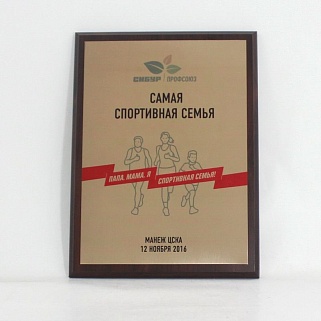 СИБУР ПРОФСОЮЗ
САМАЯ
СПОРТИВНАЯ СЕМЬЯ
ПАПА, МАМА, Я
СПОРТИВНАЯ СЕМЬЯ!
МАНЕЖ ЦСКА
12 НОЯБРЯ 2016